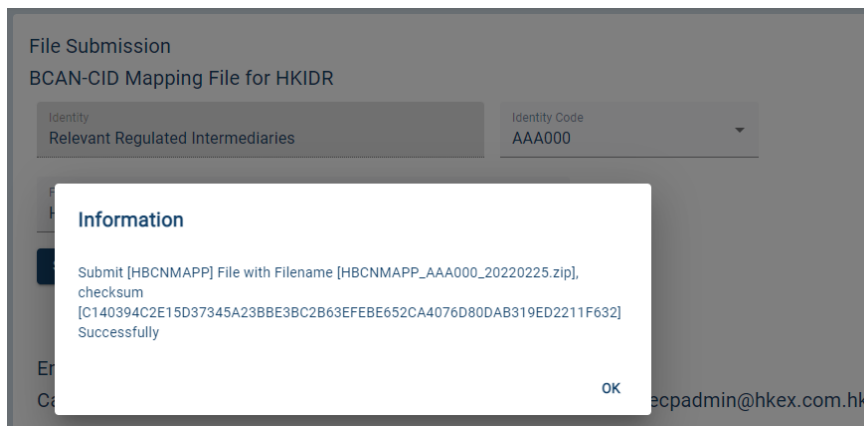 File Submission
BCAN-CID Mapping File for HKIDR
Identity
Relevant Regulated Intermediaries
Identity Code
AAA000
Information
Submit [HBCNMAPP] File with Filename [HBCNMAPP_AAA000_20220225.zip],
checksum
[C140394C2E15D37345A23BBE3BC2B63EFEBE652CA4076D80DAB319ED2211F632]
Successfully
OK
ecpadmin@hkex.com.hk